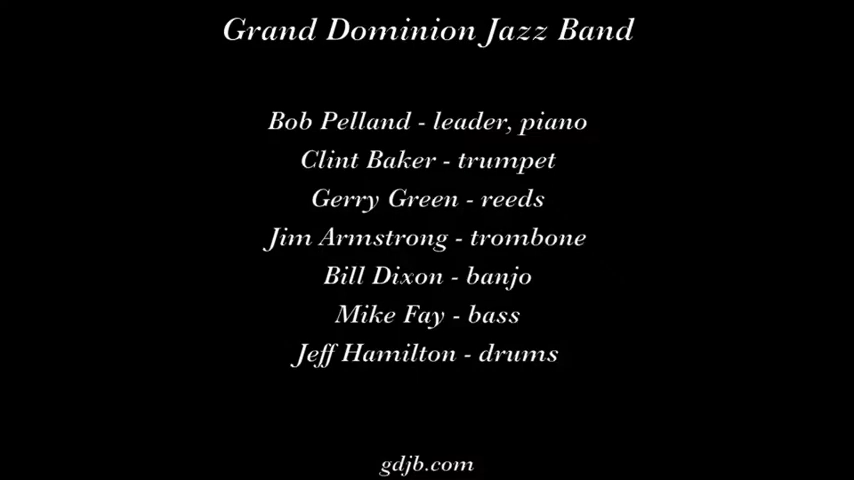 Grand Dominion Jazz Band
Bob Pelland - leader, piano
Clint Baker - trumpet
Gerry Green - reeds
Jim Armstrong - trombone
Bill Dixon - banjo
Mike Fay - bass
Jeff Hamilton - drums
gdjb.com